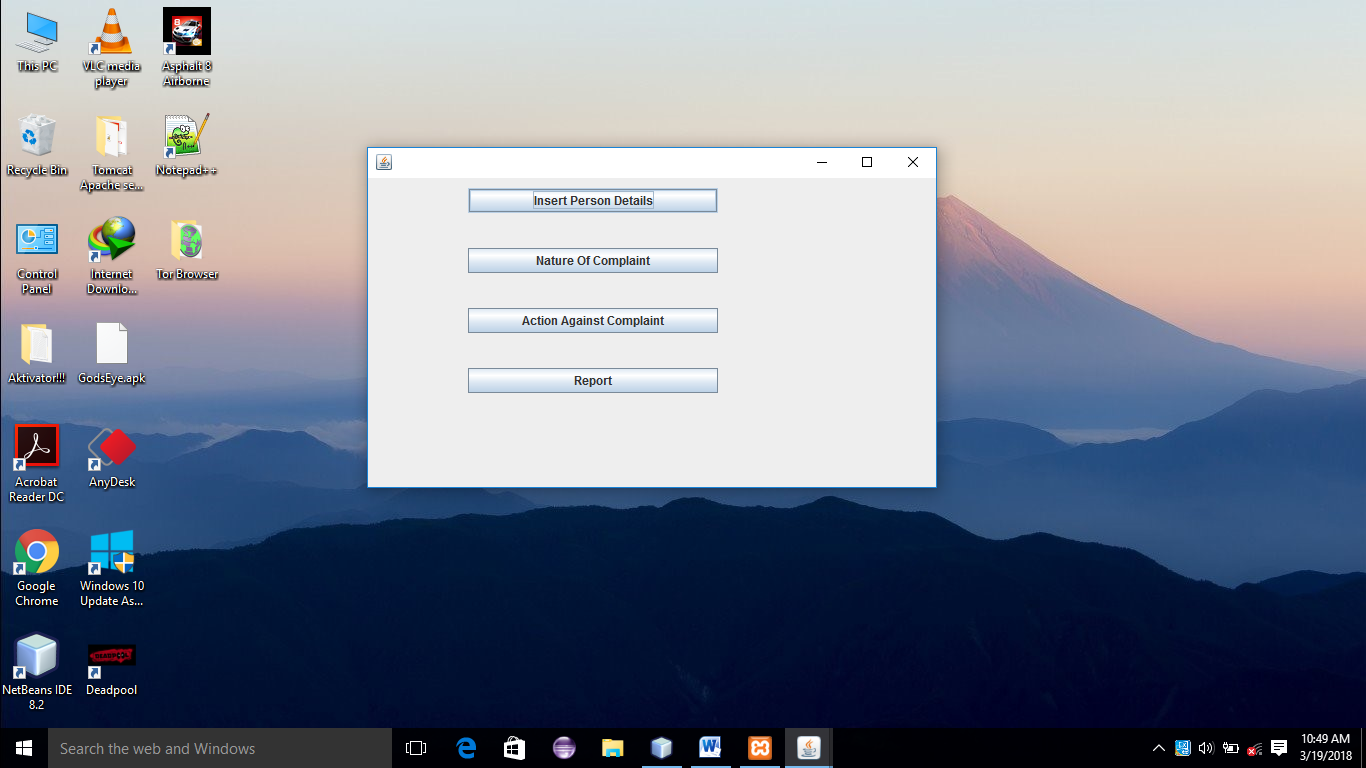 This PC
VLC media
player
Asphalt 8
Airborne
Recycle Bin
Tomcat
Apache se...
Notepad++
Control
Panel
Internet
Downlo...
Tor Browser
Aktivator!!!
GodsEye.apk
Acrobat
Reader DC
AnyDesk
Google
Chrome
Windows 10
Update As...
NetBeans IDE
8.2
Deadpool
Insert Person Details
Nature Of Complaint
Action Against Complaint
Report
Search the web and Windows
10:49 AM
3/19/2018